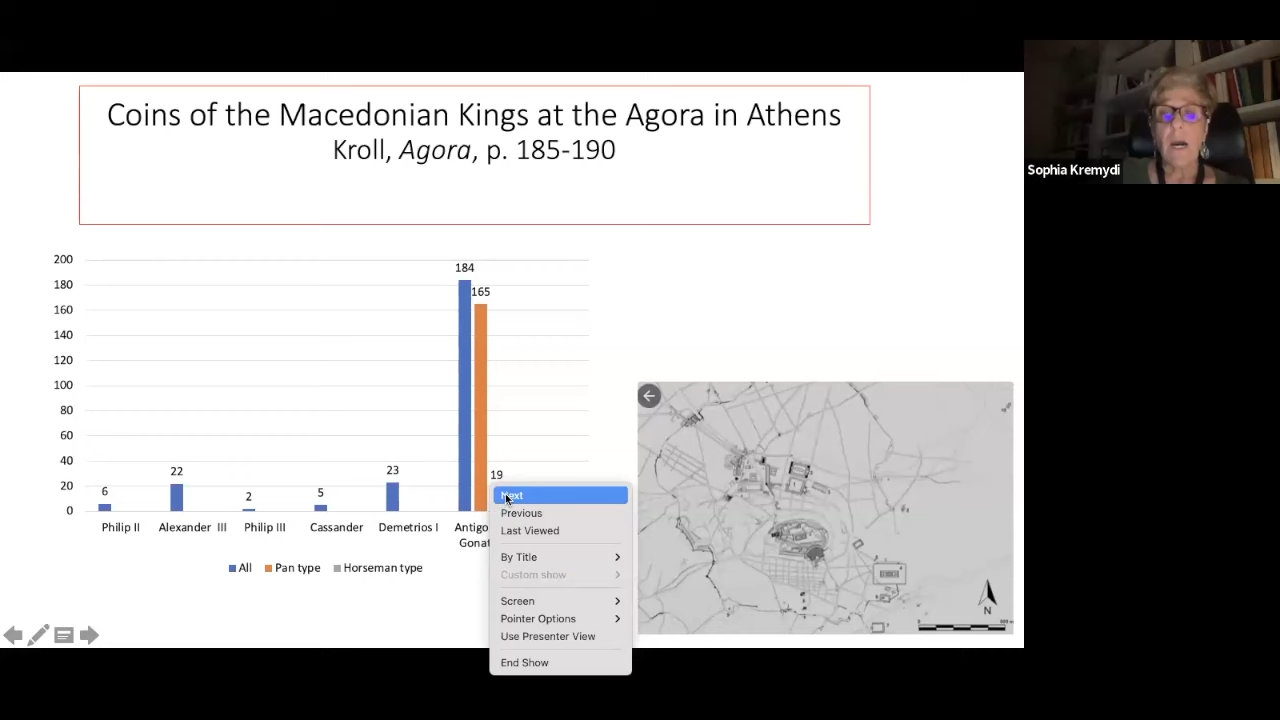 Coins of the Macedonian Kings at the Agora in Athens
Kroll, Agora, p. 185-190
Sophia Kremydi
200
180
160
140
120
100
80
60
40
20
0
6
22
2
5
23
184
165
19
Philip II
Alexander III
Philip III
Cassander
Demetrios I
Antigo
Gonat
All
Pan type
Horseman type
Next
Previous
Last Viewed
By Title
Custom show
Screen
Pointer Options
Use Presenter View
End Show
N